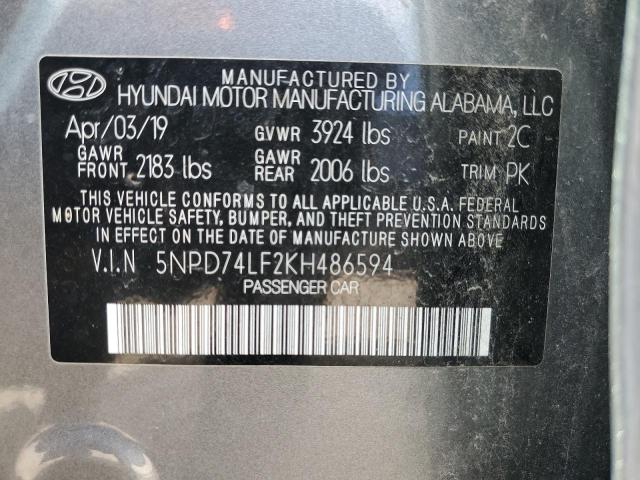 MANUFACTURED BY
HYUNDAI MOTOR MANUFACTURING ALABAMA, LLC
Apr/03/19 GVWR 3924 lbs PAINT 2C
GAWR FRONT 2183 lbs GAWR REAR 2006 lbs TRIM PK
THIS VEHICLE CONFORMS TO ALL APPLICABLE U.S.A. FEDERAL
MOTOR VEHICLE SAFETY, BUMPER, AND THEFT PREVENTION STANDARDS
IN EFFECT ON THE DATE OF MANUFACTURE SHOWN ABOVE.
V.I.N 5NPD74LF2KH486594
PASSENGER CAR